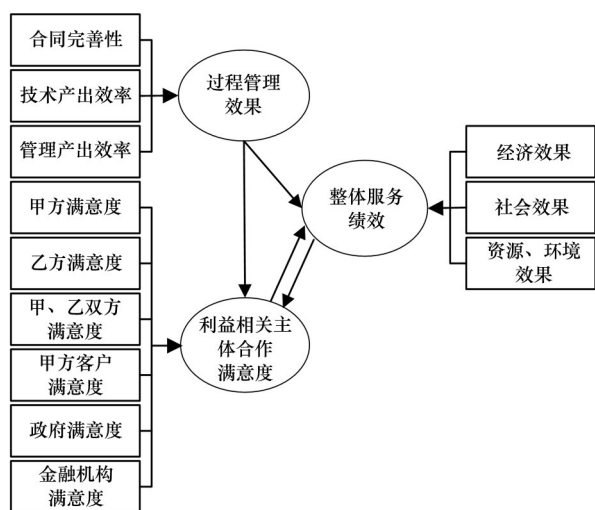 合同完善性
技术产出效率
管理产出效率
过程管理
效果
甲方满意度
乙方满意度
甲、乙双方
满意度
甲方客户
满意度
政府满意度
金融机构
满意度
利益相关主
体合作
满意度
整体服务
绩效
经济效果
社会效果
资源、环境
效果